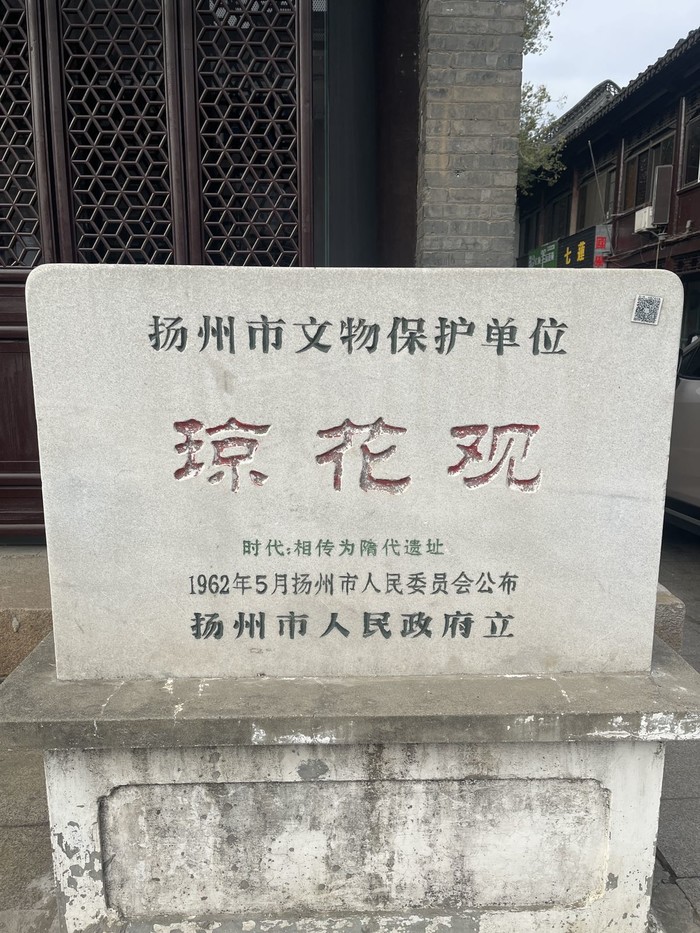 扬州市文物保护单位
琼花观
时代:相传为隋代遗址
1962年5月扬州市人民委员会公布
扬州市人民政府立
七莲